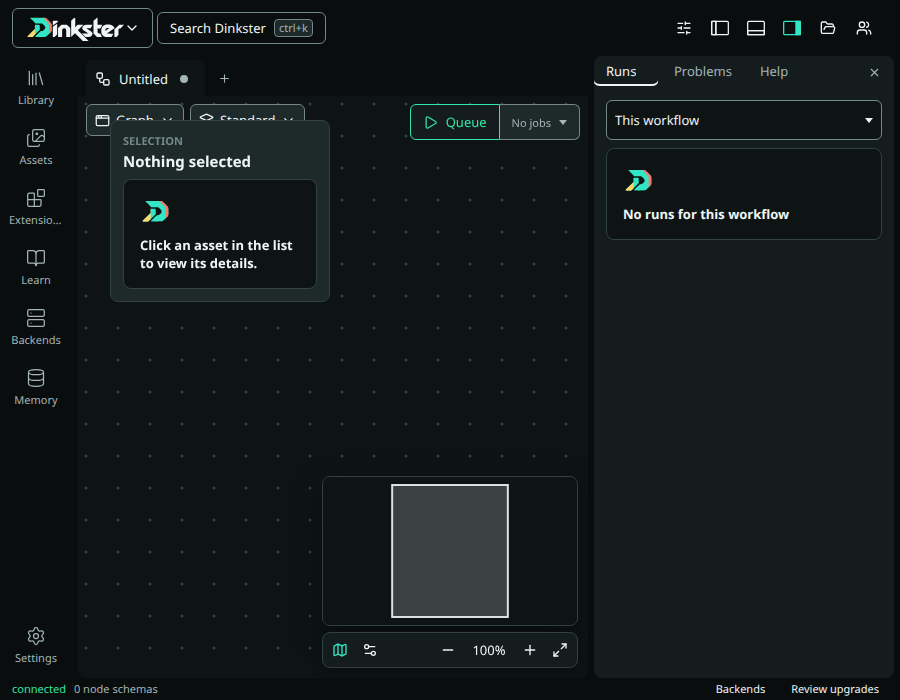 Dinkster
Search Dinkster ctrl+k
Library
Assets
Extensio...
Learn
Backends
Memory
Settings
Untitled
Graph
Standard
Queue
No jobs
SELECTION
Nothing selected
Click an asset in the list
to view its details.
100%
Runs
Problems
Help
This workflow
No runs for this workflow
connected
0 node schemas
Backends
Review upgrades